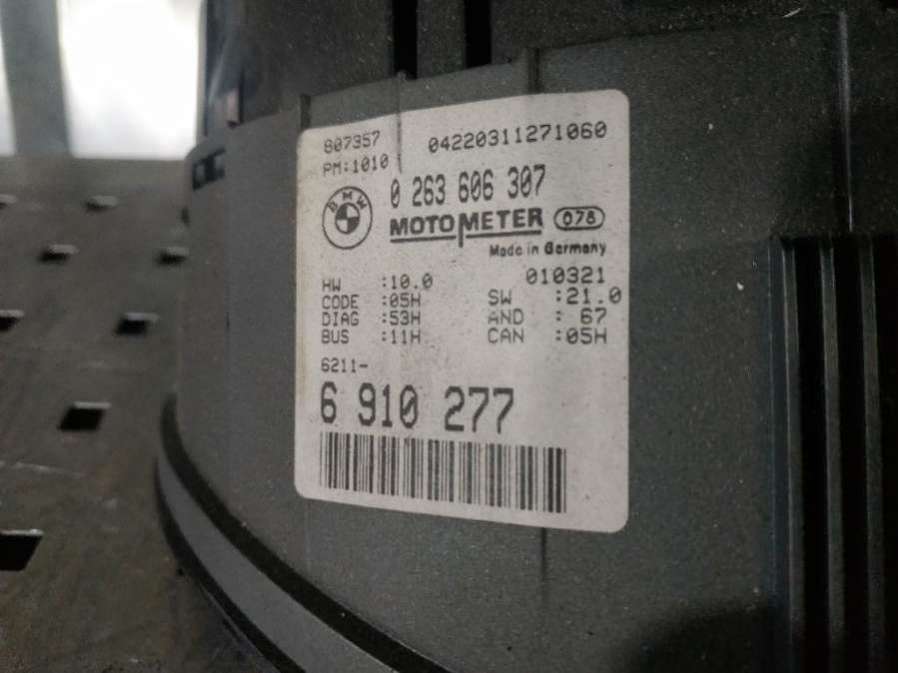 807357 04220311271060
PM:1010
BMW 0 263 606 307
MOTOMETER 078
Made in Germany
010321
HW :10.0 SW :21.0
CODE :05H AND : 67
DIAG :53H CAN :05H
BUS :11H
6211-
6 910 277